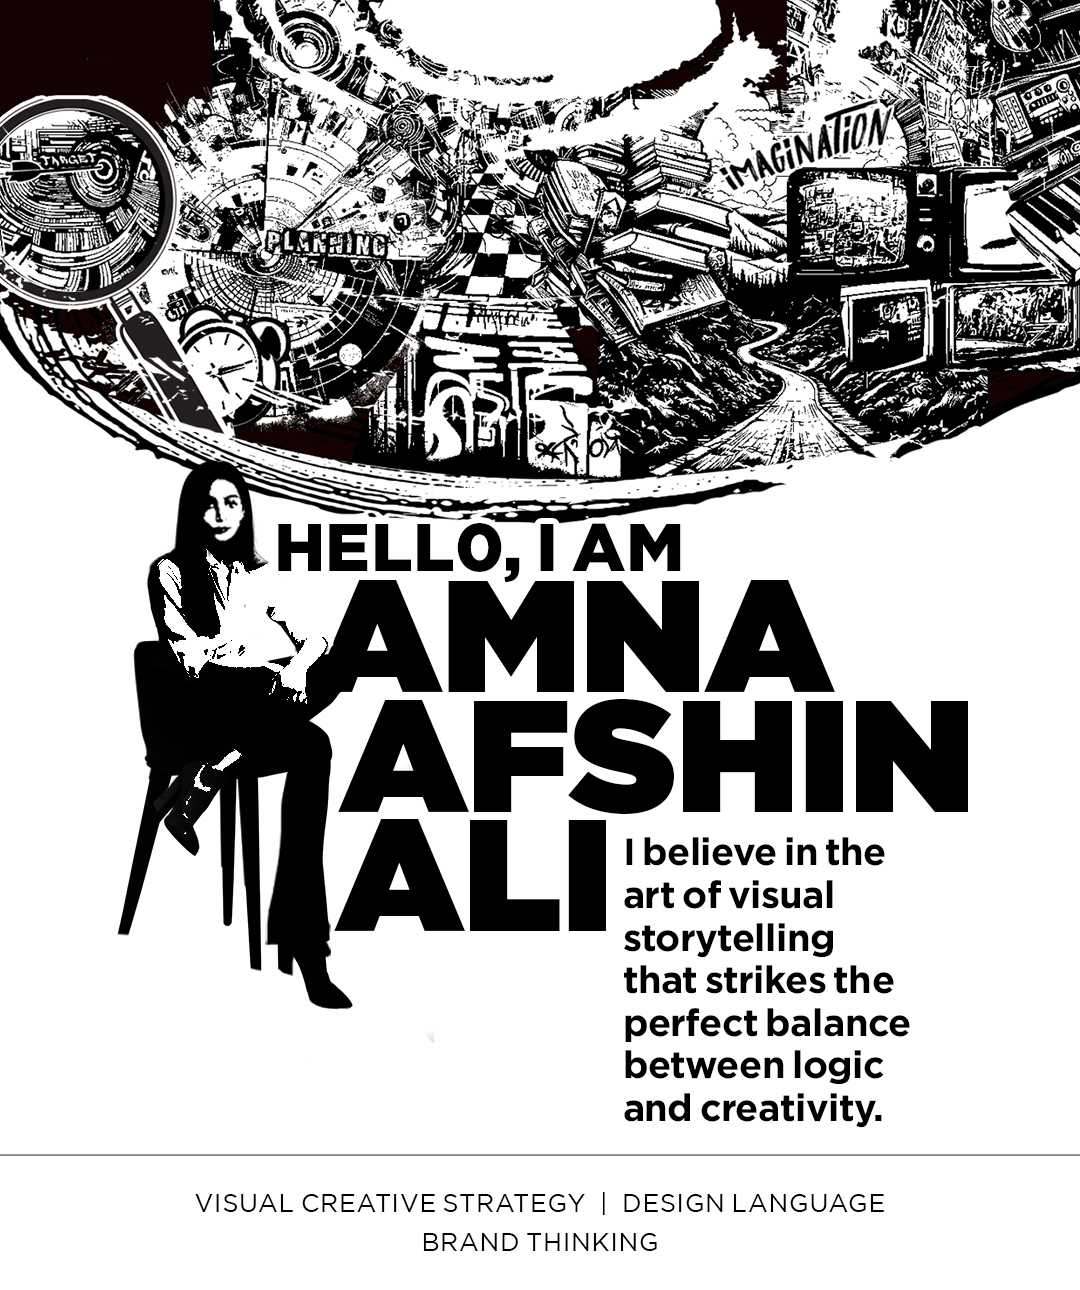 TARGET
PLANNING
iMAGiNATiON
HELLO, I AM
AMNA
AFSHIN
ALI
I believe in the
art of visual
storytelling
that strikes the
perfect balance
between logic
and creativity.
VISUAL CREATIVE STRATEGY | DESIGN LANGUAGE
BRAND THINKING